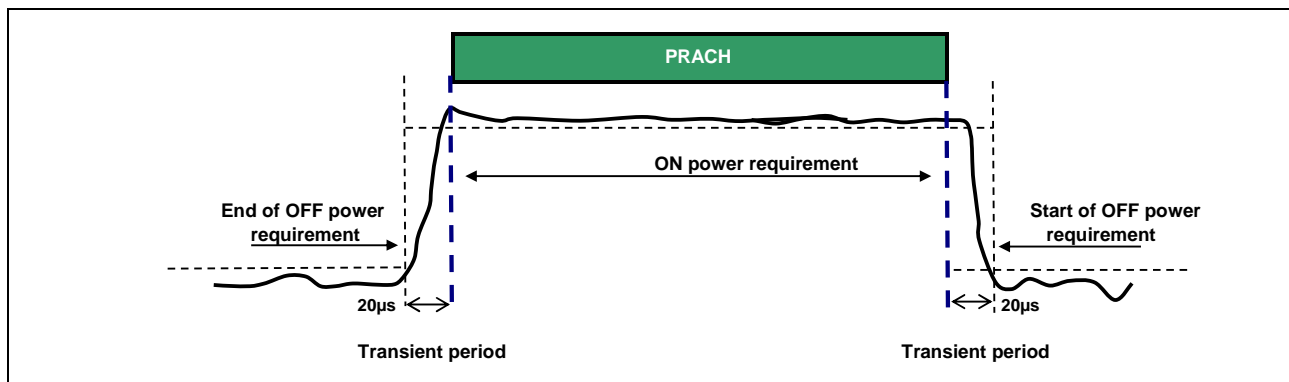 PRACH
ON power requirement
End of OFF power
requirement
Start of OFF power
requirement
20µs
20µs
Transient period
Transient period